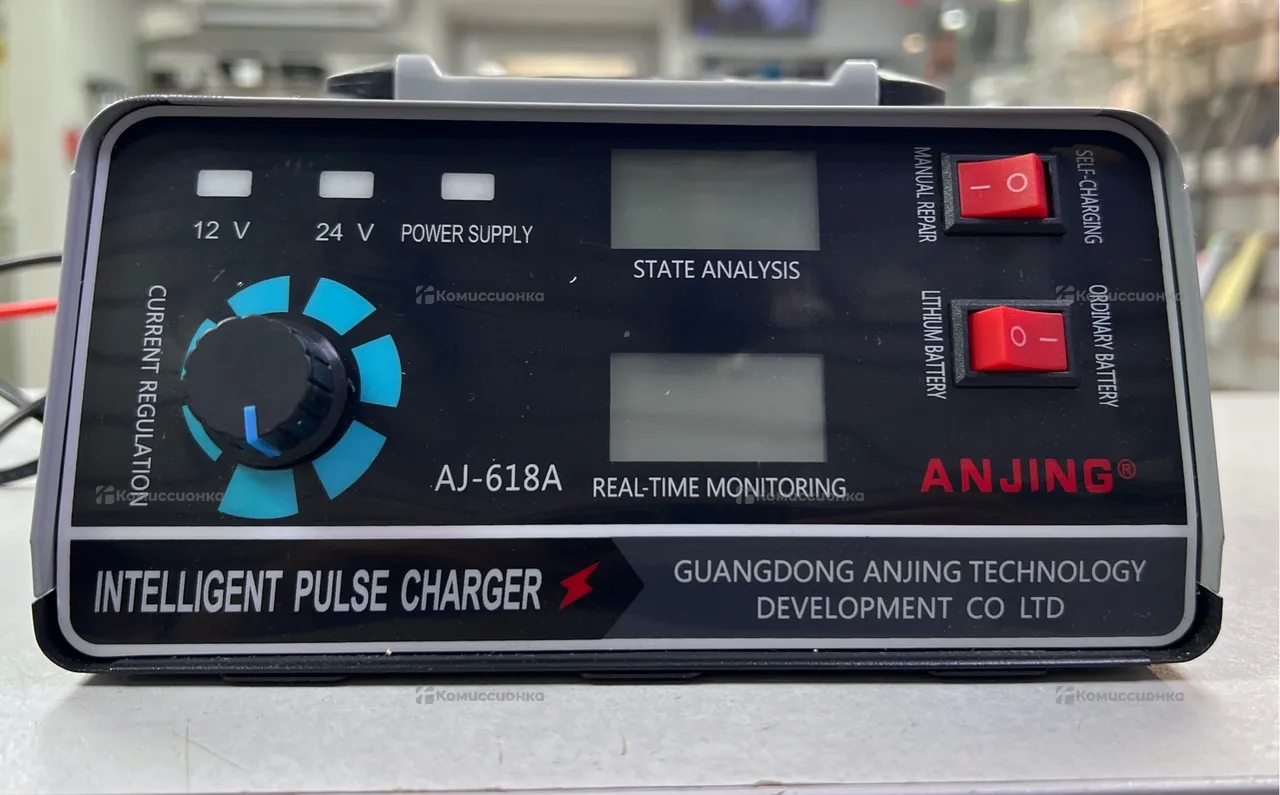 12 V
24 V
POWER SUPPLY
CURRENT REGULATION
AJ-618A
STATE ANALYSIS
REAL-TIME MONITORING
MANUAL REPAIR
I O
SELF-CHARGING
LITHIUM BATTERY
O I
ORDINARY BATTERY
ANJING®
INTELLIGENT PULSE CHARGER
GUANGDONG ANJING TECHNOLOGY
DEVELOPMENT CO LTD
Комиссионка
Комиссионка
Комиссионка
Комиссионка
Комиссионка
Комиссионка